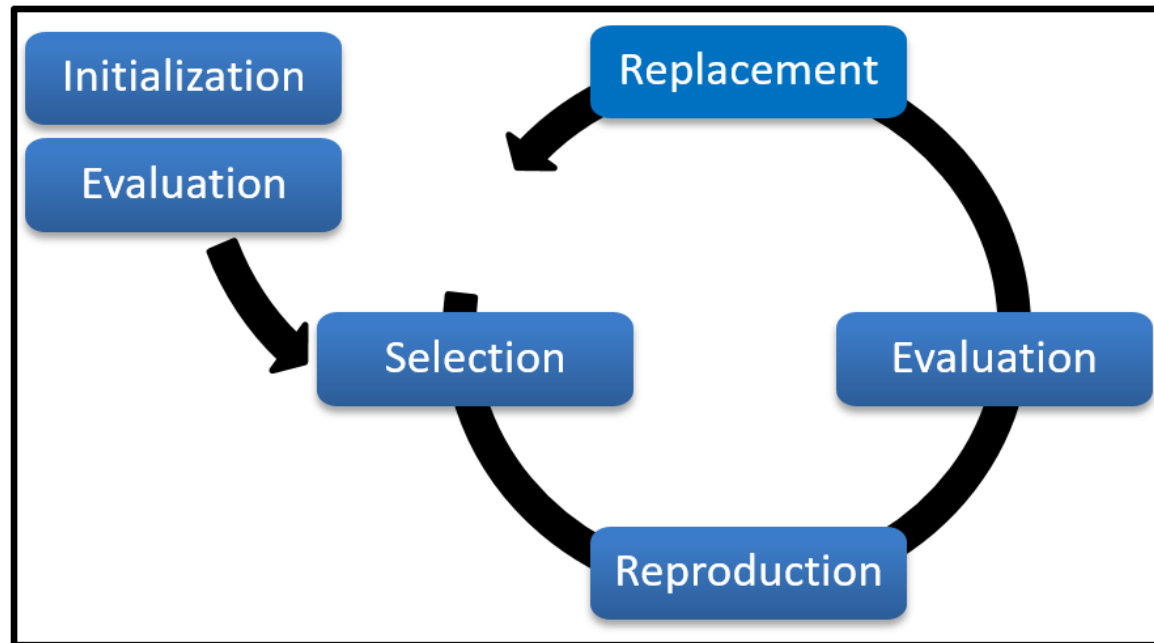 Initialization
Replacement
Evaluation
Selection
Evaluation
Reproduction